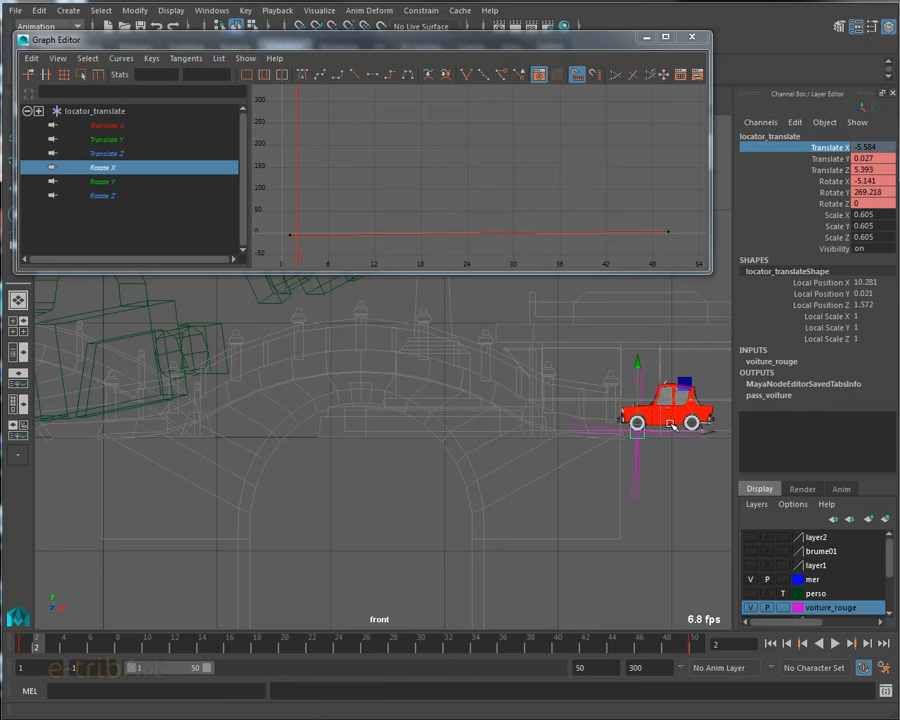 File Edit Create Select Modify Display Windows Key Playback Visualize Anim Deform Constrain Cache Help
Animation
No Live Surface
Graph Editor
Edit View Select Curves Keys Tangents List Show Help
Stats
locator_translate
Translate X
Translate Y
Translate Z
Rotate X
Rotate Y
Rotate Z
300
250
200
150
100
50
0
-50
6 12 18 24 30 36 42 48 54
Channel Box / Layer Editor
Channels Edit Object Show
locator_translate
Translate X -5.584
Translate Y 0.027
Translate Z 5.393
Rotate X -5.141
Rotate Y 269.218
Rotate Z 0
Scale X 0.605
Scale Y 0.605
Scale Z 0.605
Visibility on
SHAPES
locator_translateShape
Local Position X 10.281
Local Position Y 0.021
Local Position Z 1.572
Local Scale X 1
Local Scale Y 1
Local Scale Z 1
INPUTS
voiture_rouge
OUTPUTS
MayaNodeEditorSavedTabsInfo
pass_voiture
Display Render Anim
Layers Options Help
layer2
brume01
layer1
V P mer
T perso
V P voiture_rouge
front
6.8 fps
2 4 6 8 10 12 14 16 18 20 22 24 26 28 30 32 34 36 38 40 42 44 46 48 50
2
2
1 1 1 50 50 300 No Anim Layer No Character Set
e-trib
MEL